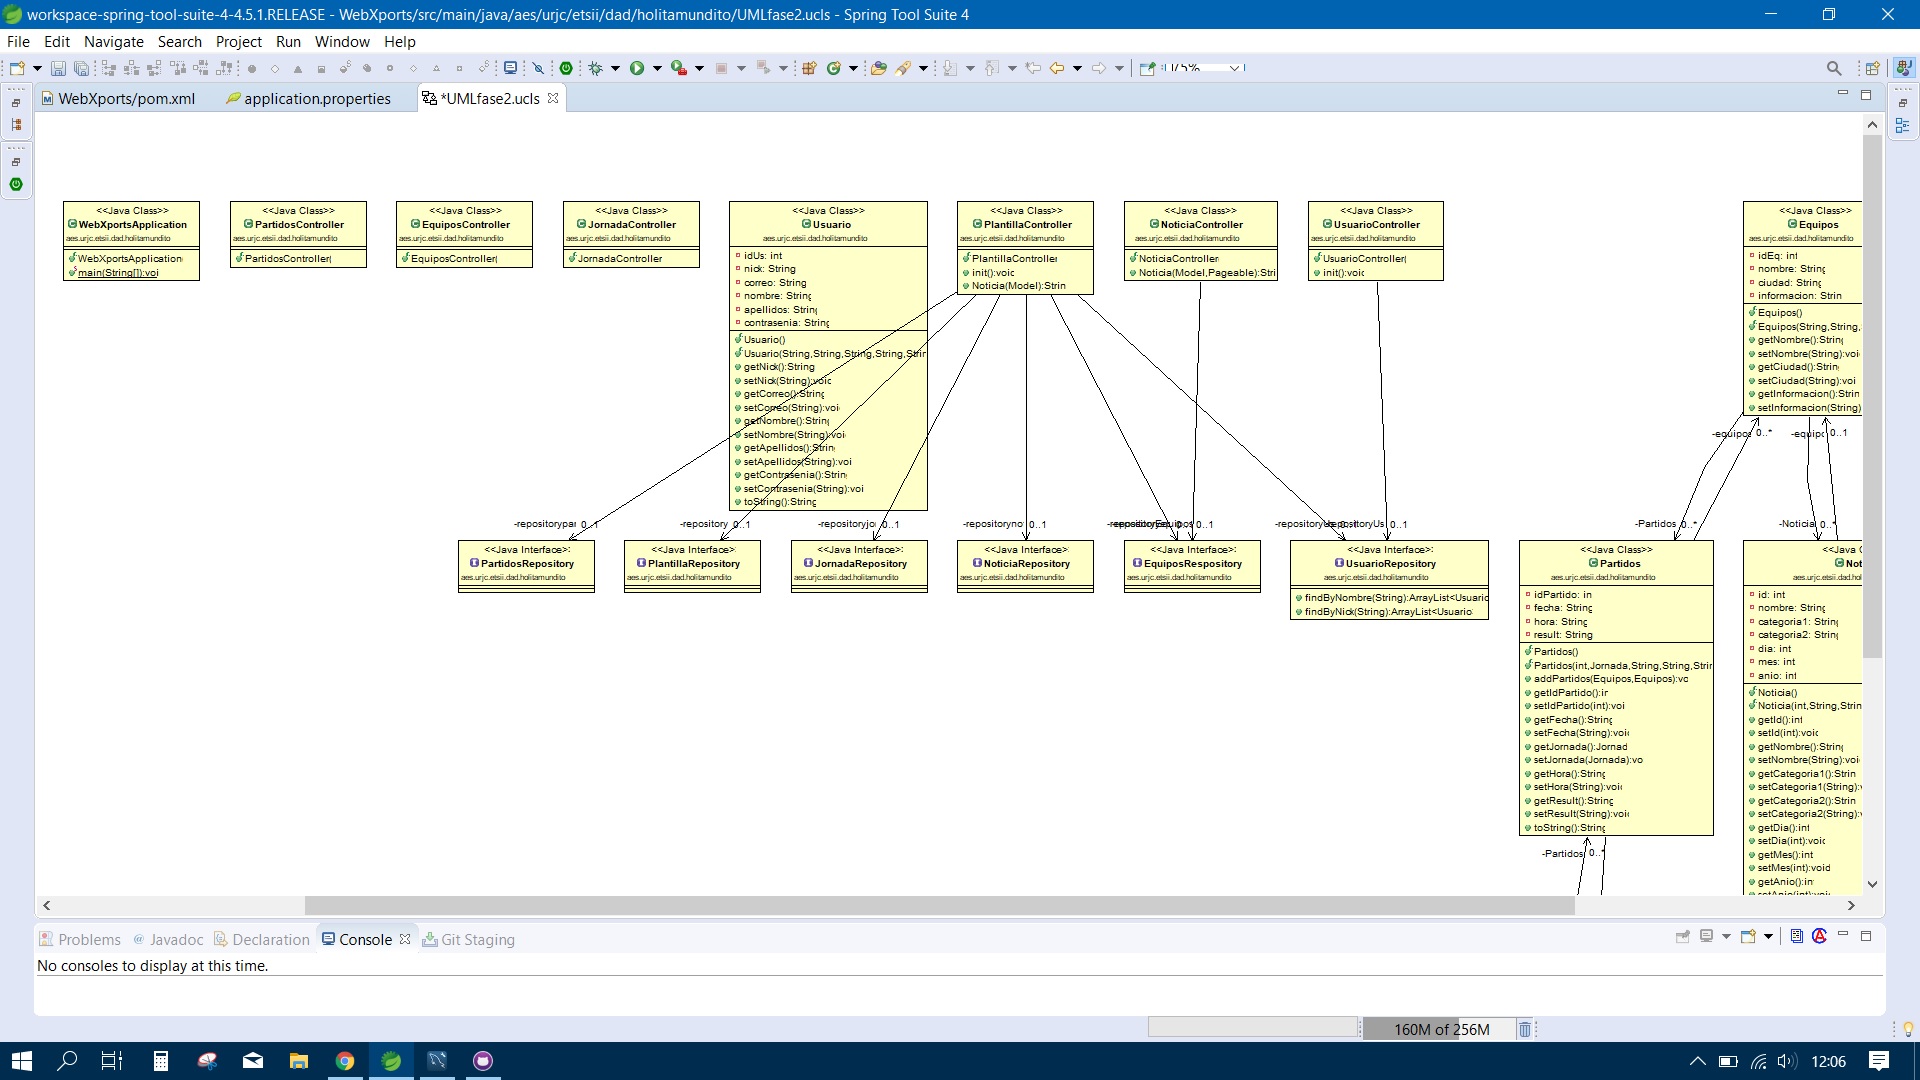 workspace-spring-tool-suite-4-4.5.1.RELEASE - WebXports/src/main/java/aes/urjc/etsii/dad/holitamundito/UMLfase2.ucls - Spring Tool Suite 4
File Edit Navigate Search Project Run Window Help
175%
WebXports/pom.xml
application.properties
*UMLfase2.ucls
<<Java Class>>
WebXportsApplication
aes.urjc.etsii.dad.holitamundito
WebXportsApplication
main(String[]):voi
<<Java Class>>
PartidosController
aes.urjc.etsii.dad.holitamundito
PartidosController(
<<Java Class>>
EquiposController
aes.urjc.etsii.dad.holitamundito
EquiposController(
<<Java Class>>
JornadaController
aes.urjc.etsii.dad.holitamundito
JornadaController
<<Java Class>>
Usuario
aes.urjc.etsii.dad.holitamundito
idUs: int
nick: String
correo: String
nombre: String
apellidos: String
contrasenia: String
Usuario()
Usuario(String,String,String,String,Strin
getNick():String
setNick(String):voic
getCorreo():String
setCorreo(String):voi
getNombre():String
setNombre(String):voi
getApellidos():String
setApellidos(String):voi
getContrasenia():String
setContrasenia(String):voi
toString():String
<<Java Class>>
PlantillaController
aes.urjc.etsii.dad.holitamundito
PlantillaController
init():voic
Noticia(Model):Strin
<<Java Class>>
NoticiaController
aes.urjc.etsii.dad.holitamundito
NoticiaController
Noticia(Model,Pageable):Stri
<<Java Class>>
UsuarioController
aes.urjc.etsii.dad.holitamundito
UsuarioController(
init():void
<<Java Class>>
Equipos
aes.urjc.etsii.dad.holitamundito
idEq: int
nombre: String
ciudad: String
informacion: Strin
Equipos()
Equipos(String,String,
getNombre():String
setNombre(String):voi
getCiudad():String
setCiudad(String):voi
getInformacion():Strin
setInformacion(String)
-equipos 0..*
-equipo 0..1
-repositorypar 0..1
-repository 0..1
-repositoryjo 0..1
-repositoryno 0..1
0..1
0..1
-Partidos 0..*
-Noticia 0..*
<<Java Interface>:
PartidosRepository
aes.urjc.etsii.dad.holitamundito
<<Java Interface>:
PlantillaRepository
aes.urjc.etsii.dad.holitamundito
<<Java Interface>:
JornadaRepository
aes.urjc.etsii.dad.holitamundito
<<Java Interface>:
NoticiaRepository
aes.urjc.etsii.dad.holitamundito
<<Java Interface>:
EquiposRespository
aes.urjc.etsii.dad.holitamundito
<<Java Interface>:
UsuarioRepository
aes.urjc.etsii.dad.holitamundito
findByNombre(String):ArrayList<Usuario
findByNick(String):ArrayList<Usuario
<<Java Class>>
Partidos
aes.urjc.etsii.dad.holitamundito
idPartido: in
fecha: String
hora: String
result: String
Partidos()
Partidos(int,Jornada,String,String,Strin
addPartidos(Equipos,Equipos):vo
getIdPartido():ir
setIdPartido(int):voi
getFecha():String
setFecha(String):voic
getJornada():Jornad
setJornada(Jornada):vo
getHora():String
setHora(String):voic
getResult():String
setResult(String):voic
toString():String
-Partidos 0..*
<<Java C
Not
aes.urjc.etsii.dad.hol
id: int
nombre: String
categoria1: String
categoria2: String
dia: int
mes: int
anio: int
Noticia()
Noticia(int,String,Strin
getId():int
setId(int):voic
getNombre():String
setNombre(String):voi
getCategoria1():Strin
setCategoria1(String):v
getCategoria2():Strin
setCategoria2(String):v
getDia():int
setDia(int):voic
getMes():int
setMes(int):void
getAnio():in
Problems Javadoc Declaration Console Git Staging
No consoles to display at this time.
160M of 256M
12:06